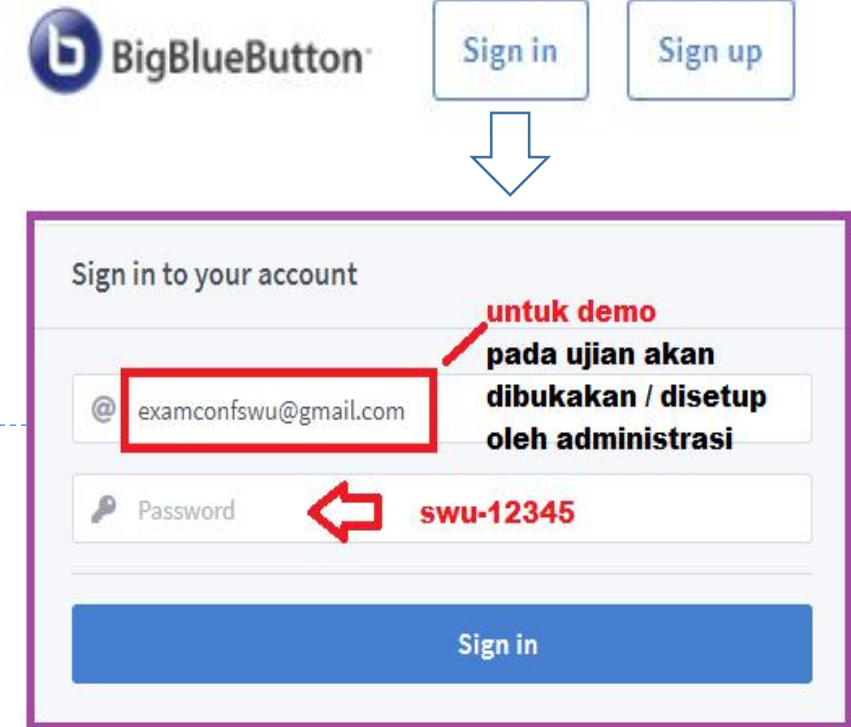 BigBlueButton
Sign in
Sign up
Sign in to your account
untuk demo
pada ujian akan
dibukakan / disetup
oleh administrasi
@ examconfswu@gmail.com
Password
swu-12345
Sign in